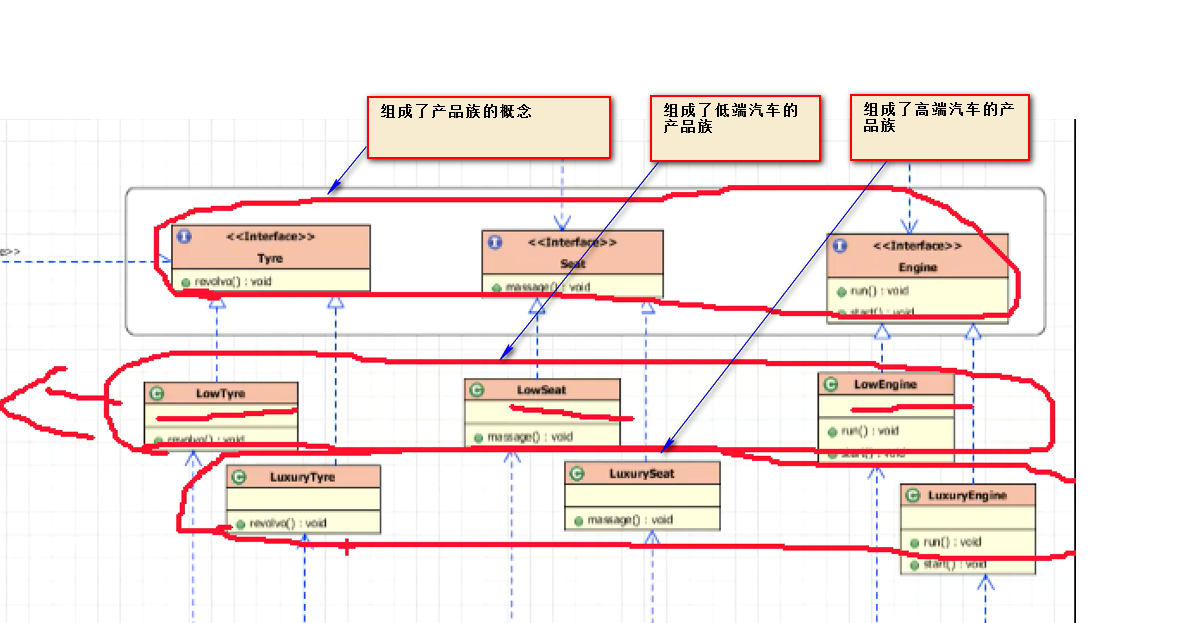 组成了产品族的概念
组成了低端汽车的
产品族
组成了高端汽车的产
品族
e>>
<<Interface>>
Tyre
revolvo() : void
<<Interface>>
Seat
massage() : void
<<Interface>>
Engine
run() : void
start() : void
LowTyre
revolvo() : void
LowSeat
massage() : void
LowEngine
run() : void
start() : void
LuxuryTyre
revolvo() : void
LuxurySeat
massage() : void
LuxuryEngine
run() : void
start() : void